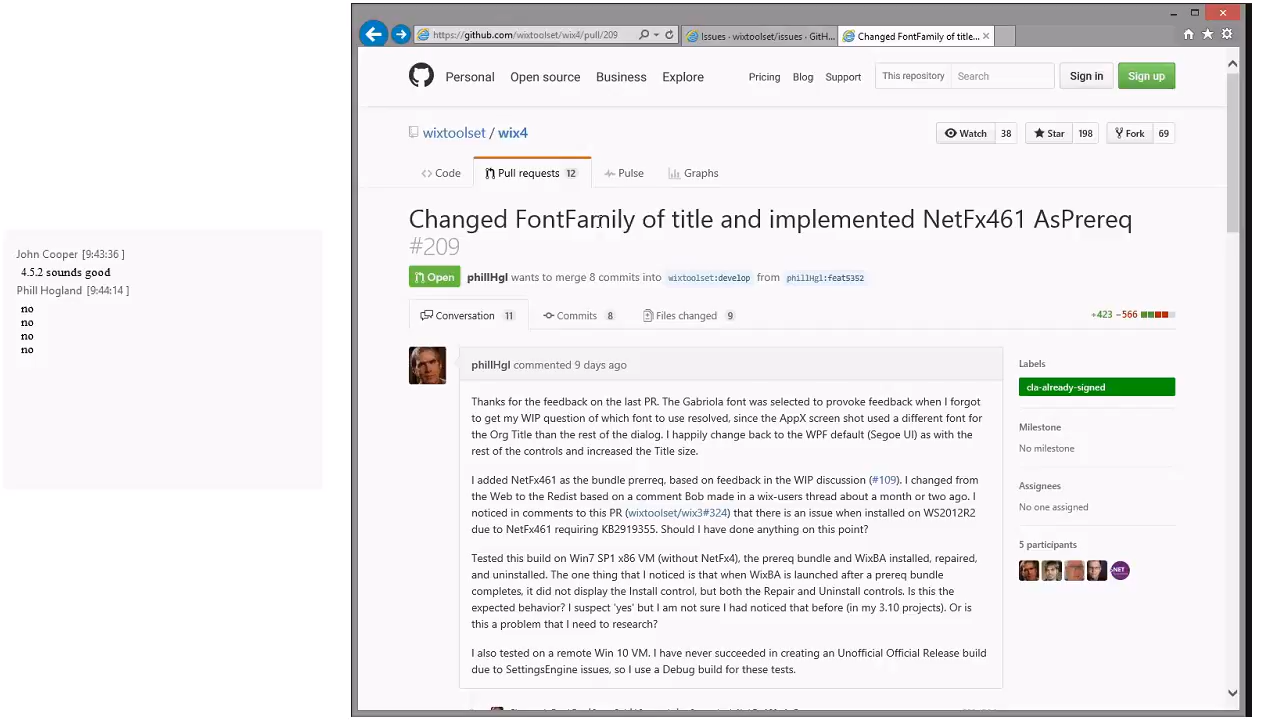 John Cooper [9:43:36 ]
4.5.2 sounds good
Phill Hogland [9:44:14 ]
no
no
no
no
https://github.com/wixtoolset/wix4/pull/209
Issues · wixtoolset/issues · GitH...
Changed FontFamily of title...
Personal Open source Business Explore Pricing Blog Support This repository Search Sign in Sign up
wixtoolset / wix4
Watch 38 Star 198 Fork 69
Code Pull requests 12 Pulse Graphs
Changed FontFamily of title and implemented NetFx461 AsPrereq
#209
Open phillHgl wants to merge 8 commits into wixtoolset:develop from phillHgl:feat5352
Conversation 11 Commits 8 Files changed 9 +423 −566
phillHgl commented 9 days ago
Thanks for the feedback on the last PR. The Gabriola font was selected to provoke feedback when I forgot
to get my WIP question of which font to use resolved, since the AppX screen shot used a different font for
the Org Title than the rest of the dialog. I happily change back to the WPF default (Segoe UI) as with the
rest of the controls and increased the Title size.
I added NetFx461 as the bundle prerreq, based on feedback in the WIP discussion (#109). I changed from
the Web to the Redist based on a comment Bob made in a wix-users thread about a month or two ago. I
noticed in comments to this PR (wixtoolset/wix3#324) that there is an issue when installed on WS2012R2
due to NetFx461 requiring KB2919355. Should I have done anything on this point?
Tested this build on Win7 SP1 x86 VM (without NetFx4), the prereq bundle and WixBA installed, repaired,
and uninstalled. The one thing that I noticed is that when WixBA is launched after a prereq bundle
completes, it did not display the Install control, but both the Repair and Uninstall controls. Is this the
expected behavior? I suspect 'yes' but I am not sure I had noticed that before (in my 3.10 projects). Or is
this a problem that I need to research?
I also tested on a remote Win 10 VM. I have never succeeded in creating an Unofficial Official Release build
due to SettingsEngine issues, so I use a Debug build for these tests.
Labels
cla-already-signed
Milestone
No milestone
Assignees
No one assigned
5 participants
.NET